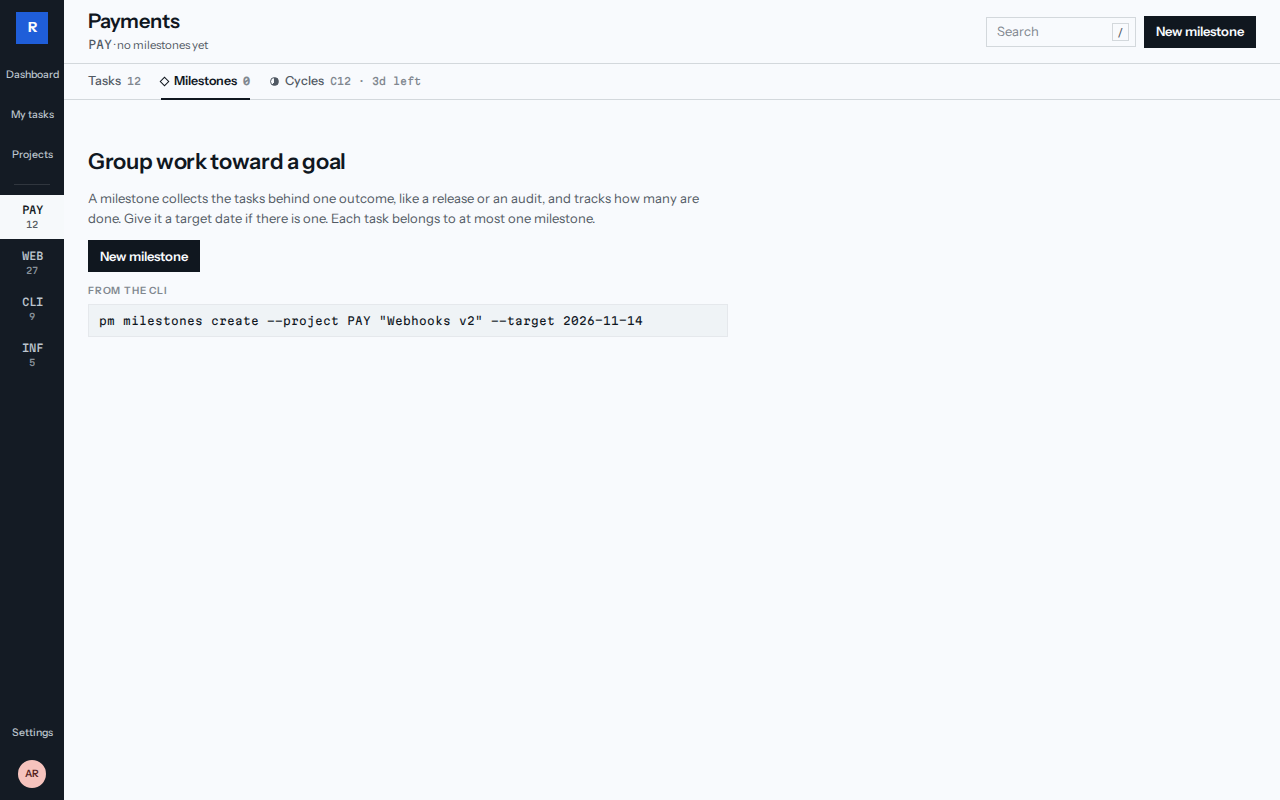 R
Dashboard
My tasks
Projects
PAY
12
WEB
27
CLI
9
INF
5
Settings
AR
Payments
PAY · no milestones yet
Search /
New milestone
Tasks 12
Milestones 0
Cycles C12 · 3d left
Group work toward a goal
A milestone collects the tasks behind one outcome, like a release or an audit, and tracks how many are
done. Give it a target date if there is one. Each task belongs to at most one milestone.
New milestone
FROM THE CLI
pm milestones create --project PAY "Webhooks v2" --target 2026-11-14